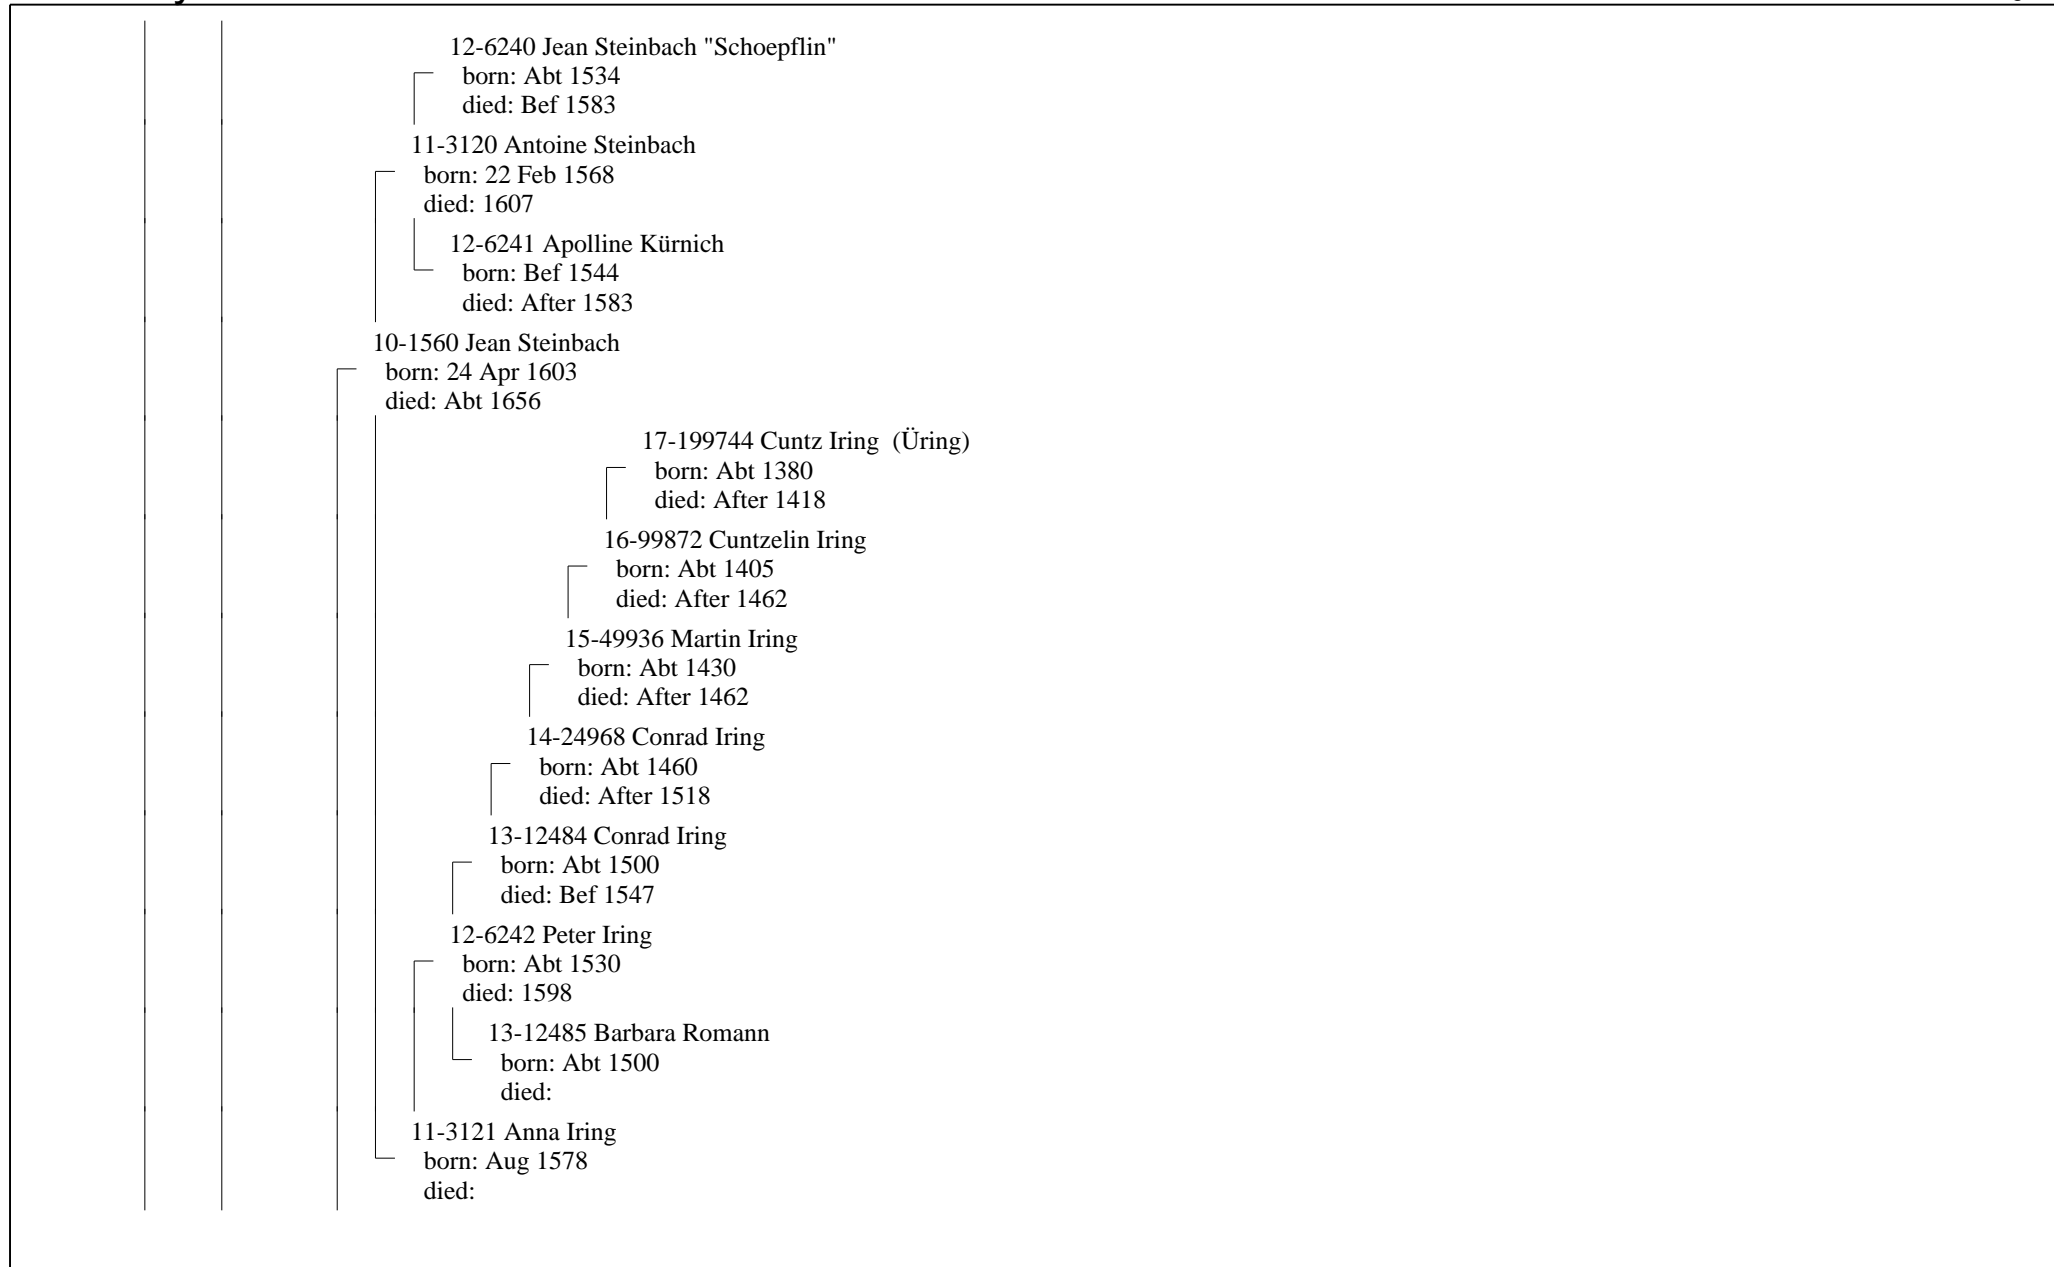 12-6240 Jean Steinbach "Schoepflin"
born: Abt 1534
died: Bef 1583
11-3120 Antoine Steinbach
born: 22 Feb 1568
died: 1607
12-6241 Apolline Kürnich
born: Bef 1544
died: After 1583
10-1560 Jean Steinbach
born: 24 Apr 1603
died: Abt 1656
17-199744 Cuntz Iring (Üring)
born: Abt 1380
died: After 1418
16-99872 Cuntzelin Iring
born: Abt 1405
died: After 1462
15-49936 Martin Iring
born: Abt 1430
died: After 1462
14-24968 Conrad Iring
born: Abt 1460
died: After 1518
13-12484 Conrad Iring
born: Abt 1500
died: Bef 1547
12-6242 Peter Iring
born: Abt 1530
died: 1598
13-12485 Barbara Romann
born: Abt 1500
died:
11-3121 Anna Iring
born: Aug 1578
died: